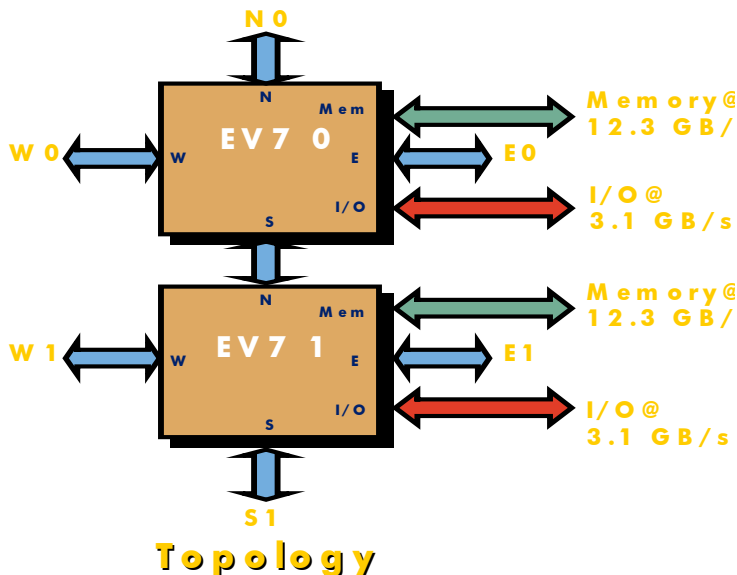 N0
N
Mem
EV7 0
Memory@
12.3 GB/
W0
W
E
E0
I/O
I/O@
3.1 GB/s
S
N
Mem
EV7 1
Memory@
12.3 GB/
W1
W
E
E1
I/O
I/O@
3.1 GB/s
S
S1
Topology